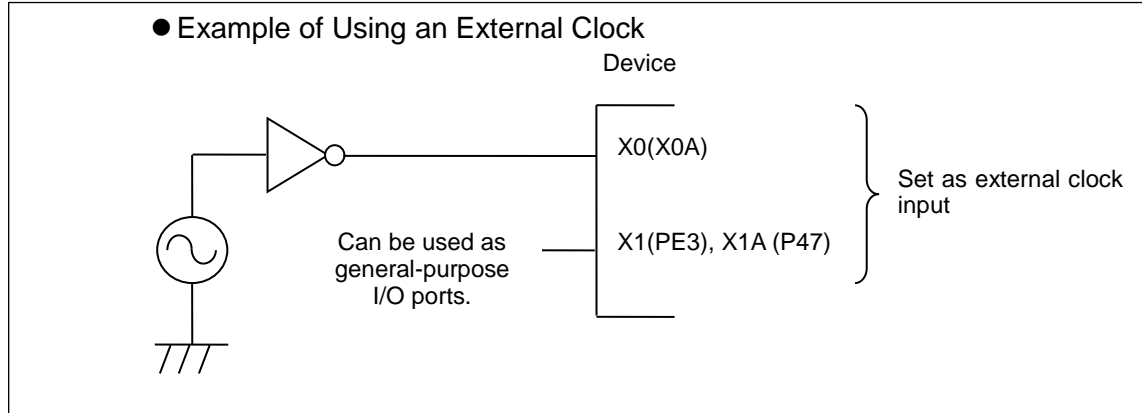 ● Example of Using an External Clock
Device
X0(X0A)
Set as external clock
input
X1(PE3), X1A (P47)
Can be used as
general-purpose
I/O ports.